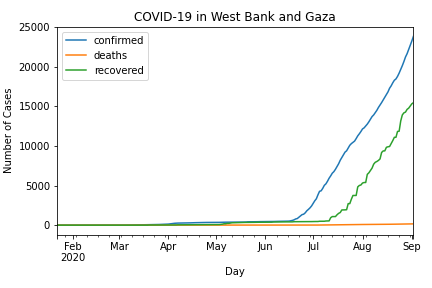 COVID-19 in West Bank and Gaza
confirmed
deaths
recovered
Number of Cases
25000
20000
15000
10000
5000
0
Feb Mar Apr May Jun Jul Aug Sep
2020
Day